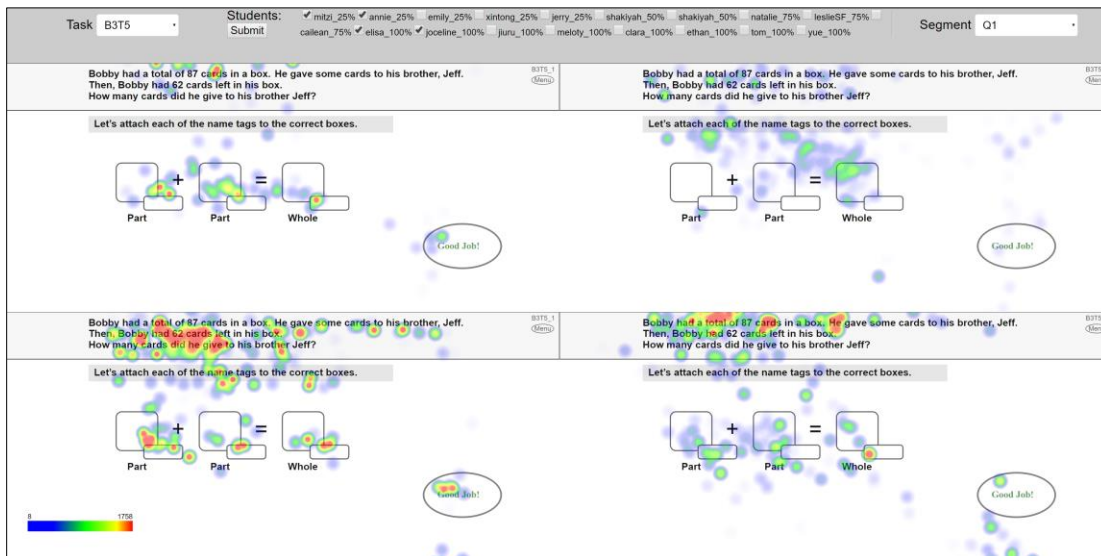 Task B3T5
Students: mitzi_25% annie_25% emily_25% xintong_25% jerry_25% shakiyah_50% shakiyah_50% natalie_75% leslieSF_75%
Submit cailean_75% elisa_100% joceline_100% jiuru_100% meloty_100% clara_100% ethan_100% tom_100% yue_100%
Segment Q1
Bobby had a total of 87 cards in a box. He gave some cards to his brother, Jeff.
Then, Bobby had 62 cards left in his box.
How many cards did he give to his brother Jeff?
B3T5_1
Menu
Let's attach each of the name tags to the correct boxes.
+ =
Part Part Whole
Good Job!
Bobby had a total of 87 cards in a box. He gave some cards to his brother, Jeff.
Then, Bobby had 62 cards left in his box.
How many cards did he give to his brother Jeff?
B3T5
Let's attach each of the name tags to the correct boxes.
+ =
Part Part Whole
Good Job!
Bobby had a total of 87 cards in a box. He gave some cards to his brother, Jeff.
Then, Bobby had 62 cards left in his box.
How many cards did he give to his brother Jeff?
B3T5_1
Menu
Let's attach each of the name tags to the correct boxes.
+ =
Part Part Whole
Good Job!
8 1758
Bobby had a total of 87 cards in a box. He gave some cards to his brother, Jeff.
Then, Bobby had 62 cards left in his box.
How many cards did he give to his brother Jeff?
B3T5
Let's attach each of the name tags to the correct boxes.
+ =
Part Part Whole
Good Job!